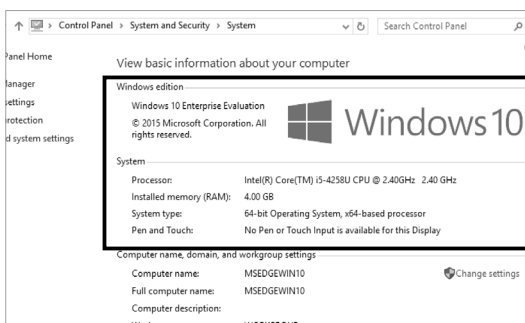 Control Panel > System and Security > System
Search Control Panel
Panel Home
View basic information about your computer
Manager
Windows edition
settings
Windows 10 Enterprise Evaluation
protection
© 2015 Microsoft Corporation. All
rights reserved.
Windows 10
d system settings
System
Processor: Intel(R) Core(TM) i5-4258U CPU @ 2.40GHz 2.40 GHz
Installed memory (RAM): 4.00 GB
System type: 64-bit Operating System, x64-based processor
Pen and Touch: No Pen or Touch Input is available for this Display
Computer name, domain, and workgroup settings
Computer name: MSEDGEWIN10
Change settings
Full computer name: MSEDGEWIN10
Computer description: